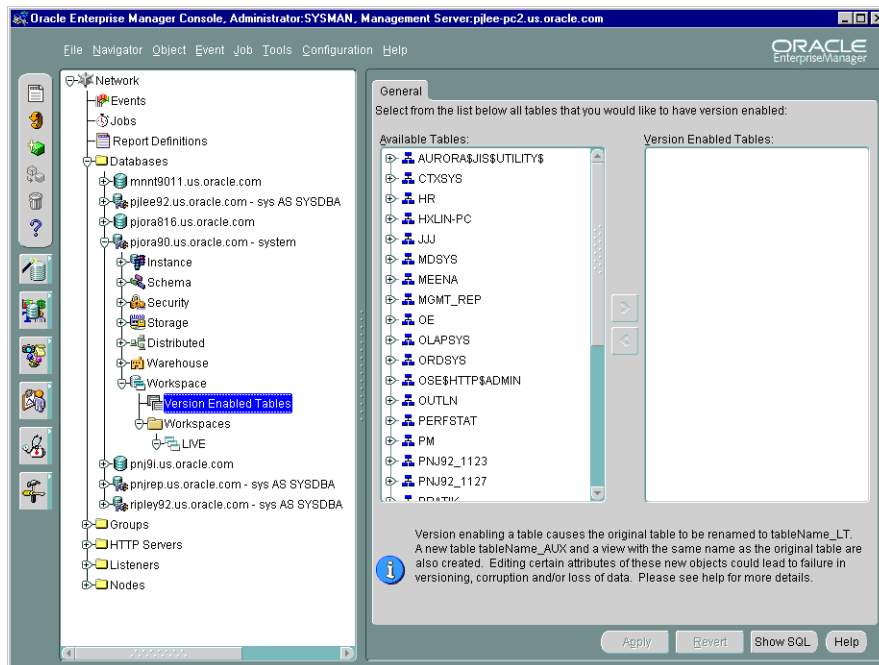 Oracle Enterprise Manager Console, Administrator:SYSMAN, Management Server:pjlee-pc2.us.oracle.com
File Navigator Object Event Job Tools Configuration Help
ORACLE
EnterpriseManager
Network
Events
Jobs
Report Definitions
Databases
mnnt9011.us.oracle.com
pjlee92.us.oracle.com - sys AS SYSDBA
pjora816.us.oracle.com
pjora90.us.oracle.com - system
Instance
Schema
Security
Storage
Distributed
Warehouse
Workspace
Version Enabled Tables
Workspaces
LIVE
pnj9i.us.oracle.com
pnjrep.us.oracle.com - sys AS SYSDBA
ripley92.us.oracle.com - sys AS SYSDBA
Groups
HTTP Servers
Listeners
Nodes
General
Select from the list below all tables that you would like to have version enabled:
Available Tables:
AURORA$JIS$UTILITY$
CTXSYS
HR
HXLIN-PC
JJJ
MDSYS
MEENA
MGMT_REP
OE
OLAPSYS
ORDSYS
OSE$HTTP$ADMIN
OUTLN
PERFSTAT
PM
PNJ92_1123
PNJ92_1127
PRATIK
Version Enabled Tables:
Version enabling a table causes the original table to be renamed to tableName_LT.
A new table tableName_AUX and a view with the same name as the original table are
also created. Editing certain attributes of these new objects could lead to failure in
versioning, corruption and/or loss of data. Please see help for more details.
Apply Revert Show SQL Help